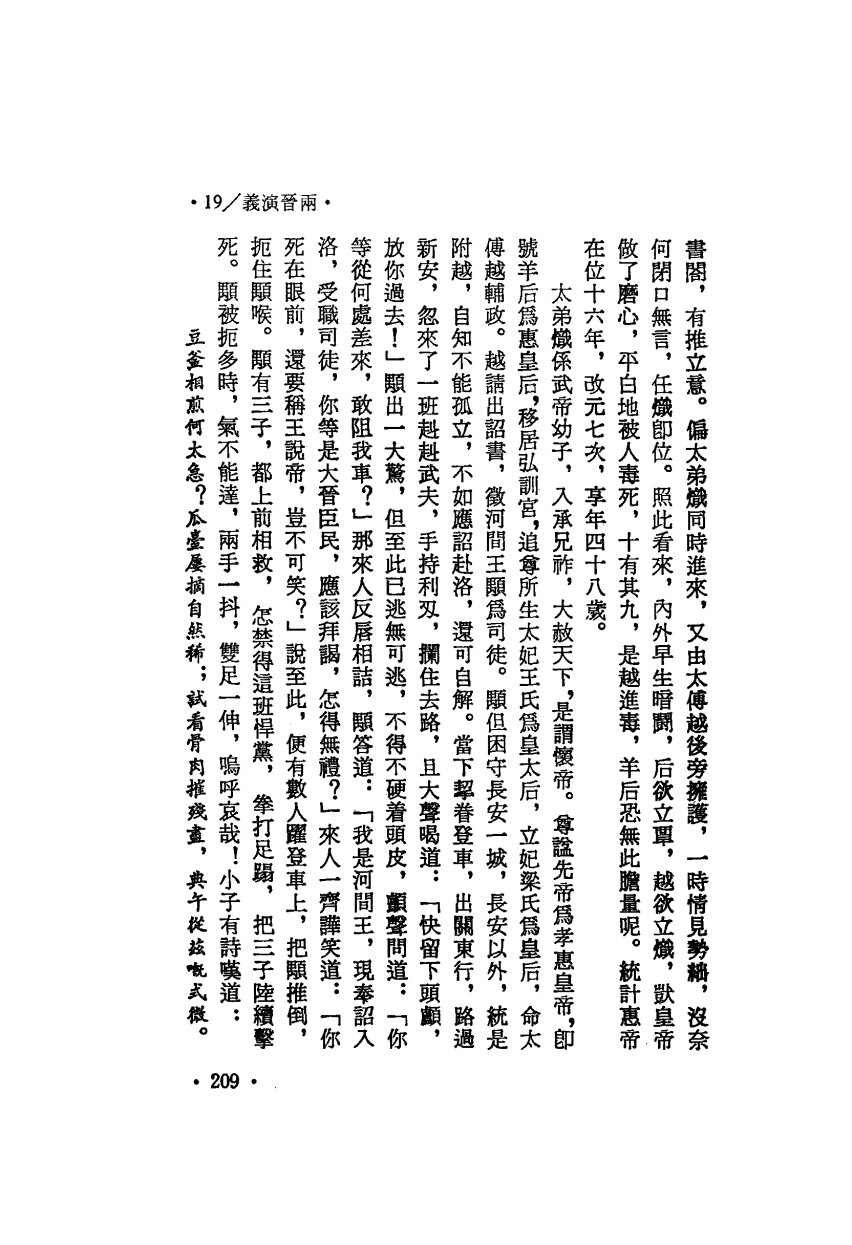 ·19／義演晉兩·
書閣，有推立意。偏太弟熾同時進來，又由太傅越後旁擁護，一時情見勢絀，沒奈
何閉口無言，任熾卽位。照此看來，內外早生暗鬭，后欲立覃，越欲立熾，獃皇帝
做了磨心，平白地被人毒死，十有其九，是越進毒，羊后恐無此膽量呢。統計惠帝
在位十六年，改元七次，享年四十八歲。
太弟熾係武帝幼子，入承兄祚，大赦天下，是謂懷帝。尊諡先帝爲孝惠皇帝，卽
號羊后爲惠皇后，移居弘訓宮，追尊所生太妃王氏爲皇太后，立妃梁氏爲皇后，命太
傅越輔政。越請出詔書，徵河間王顒爲司徒。顒但困守長安一城，長安以外，統是
附越，自知不能孤立，不如應詔赴洛，還可自解。當下挈眷登車，出關東行，路過
新安，忽來了一班赳赳武夫，手持利刃，攔住去路，且大聲喝道：「快留下頭顱，
放你過去！」顒出一大驚，但至此已逃無可逃，不得不硬着頭皮，顫聲問道：「你
等從何處差來，敢阻我車？」那來人反唇相詰，顒答道：「我是河間王，現奉詔入
洛，受職司徒，你等是大晉臣民，應該拜謁，怎得無禮？」來人一齊譁笑道：「你
死在眼前，還要稱王說帝，豈不可笑？」說至此，便有數人躍登車上，把顒推倒，
扼住顒喉。顒有三子，都上前相救，怎禁得這班悍黨，拳打足踢，把三子陸續擊
死。顒被扼多時，氣不能達，兩手一抖，雙足一伸，嗚呼哀哉！小子有詩嘆道：
豆釜相煎何太急？瓜臺屢摘自然稀；試看骨肉摧殘盡，典午從茲嘅式微。
·209·